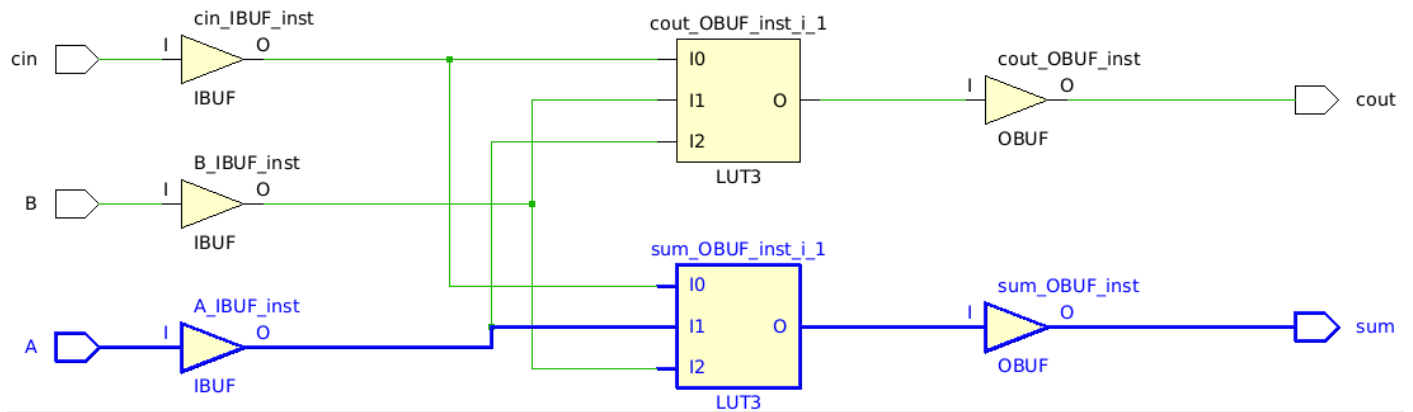 cin_IBUF_inst
cin
I
O
IBUF
cout_OBUF_inst_i_1
I0
I1
I2
O
LUT3
cout_OBUF_inst
I
O
OBUF
cout
B_IBUF_inst
B
I
O
IBUF
sum_OBUF_inst_i_1
I0
I1
I2
O
LUT3
A_IBUF_inst
A
I
O
IBUF
sum_OBUF_inst
I
O
OBUF
sum